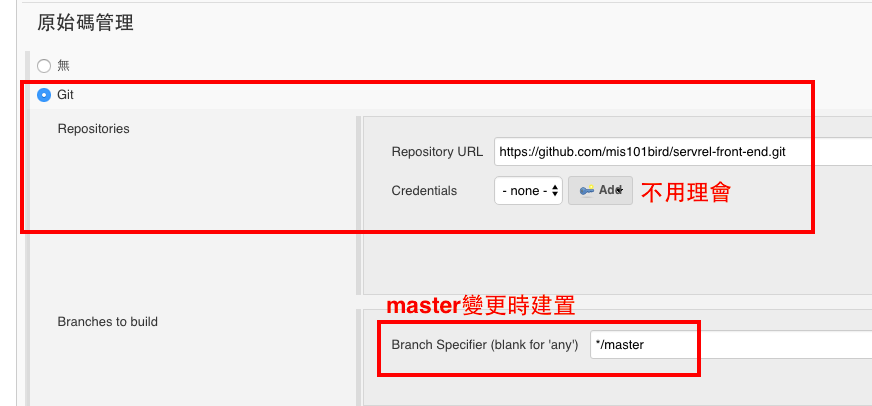 原始碼管理
無
Git
Repositories
Repository URL https://github.com/mis101bird/servrel-front-end.git
Credentials - none - Add 不用理會
master變更時建置
Branches to build
Branch Specifier (blank for 'any') */master